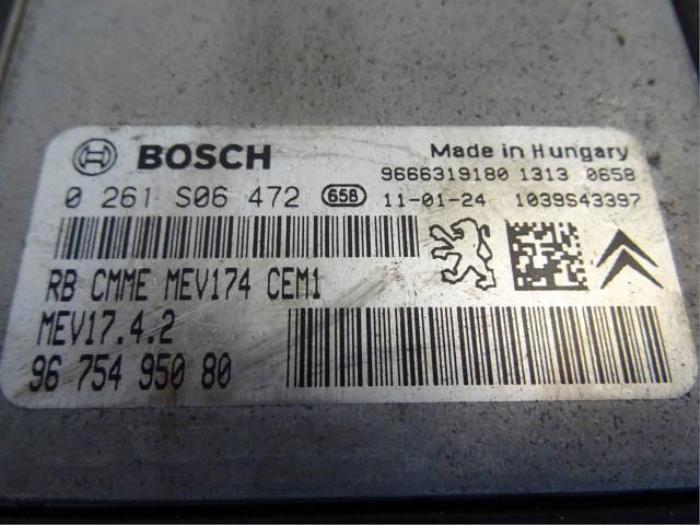 BOSCH
Made in Hungary
9666319180 1313 0658
0 261 S06 472 658 11-01-24 1039S43397
RB CMME MEV174 CEM1
MEV17.4.2
96 754 950 80